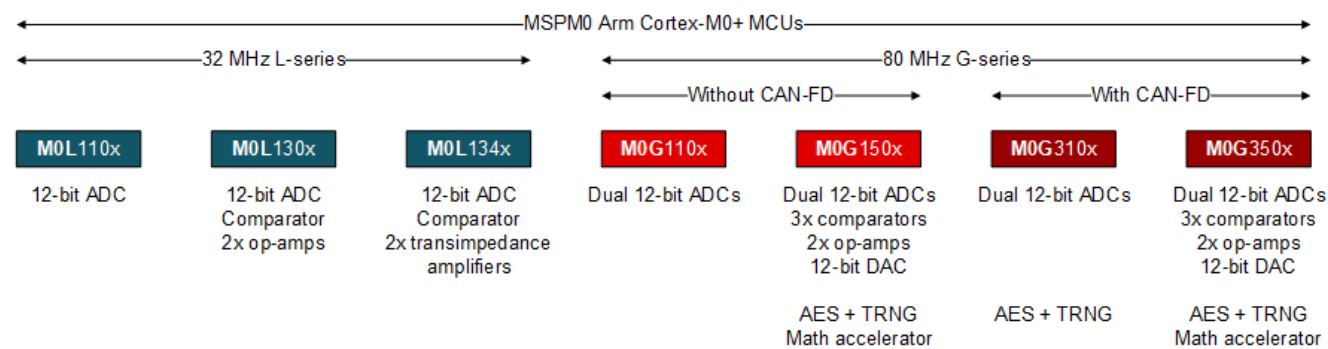 MSPM0 Arm Cortex-M0+ MCUs
32 MHz L-series
80 MHz G-series
Without CAN-FD
With CAN-FD
M0L110x
M0L130x
M0L134x
M0G110x
M0G150x
M0G310x
M0G350x
12-bit ADC
12-bit ADC
Comparator
2x op-amps
12-bit ADC
Comparator
2x transimpedance
amplifiers
Dual 12-bit ADCs
Dual 12-bit ADCs
3x comparators
2x op-amps
12-bit DAC
AES + TRNG
Math accelerator
Dual 12-bit ADCs
AES + TRNG
Dual 12-bit ADCs
3x comparators
2x op-amps
12-bit DAC
AES + TRNG
Math accelerator